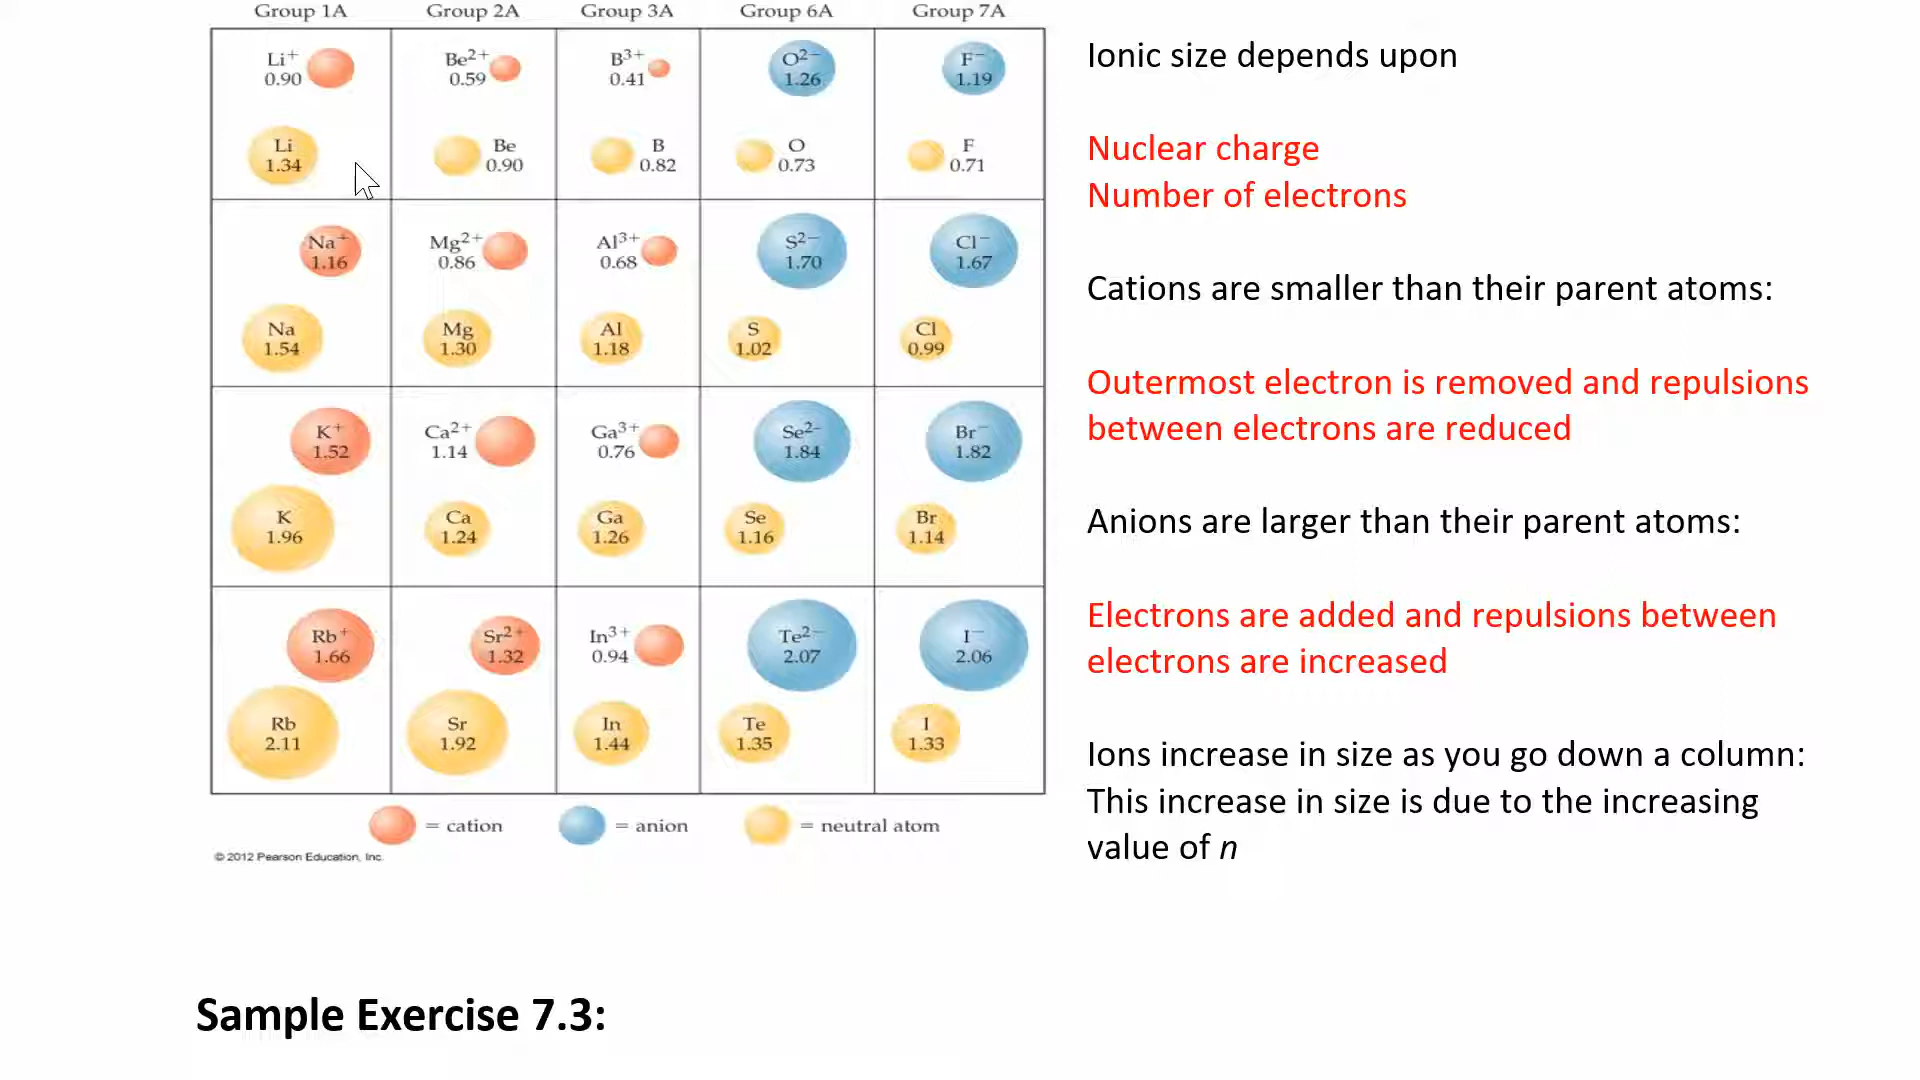 Group 1A Group 2A Group 3A Group 6A Group 7A
Li⁺ Be²⁺ B³⁺ O²⁻ F⁻
0.90 0.59 0.41 1.26 1.19
Li Be B O F
1.34 0.90 0.82 0.73 0.71
Na⁺ Mg²⁺ Al³⁺ S²⁻ Cl⁻
1.16 0.86 0.68 1.70 1.67
Na Mg Al S Cl
1.54 1.30 1.18 1.02 0.99
K⁺ Ca²⁺ Ga³⁺ Se²⁻ Br⁻
1.52 1.14 0.76 1.84 1.82
K Ca Ga Se Br
1.96 1.24 1.26 1.16 1.14
Rb⁺ Sr²⁺ In³⁺ Te²⁻ I⁻
1.66 1.32 0.94 2.07 2.06
Rb Sr In Te I
2.11 1.92 1.44 1.35 1.33
= cation = anion = neutral atom
© 2012 Pearson Education, Inc.
Ionic size depends upon
Nuclear charge
Number of electrons
Cations are smaller than their parent atoms:
Outermost electron is removed and repulsions
between electrons are reduced
Anions are larger than their parent atoms:
Electrons are added and repulsions between
electrons are increased
Ions increase in size as you go down a column:
This increase in size is due to the increasing
value of n
Sample Exercise 7.3: